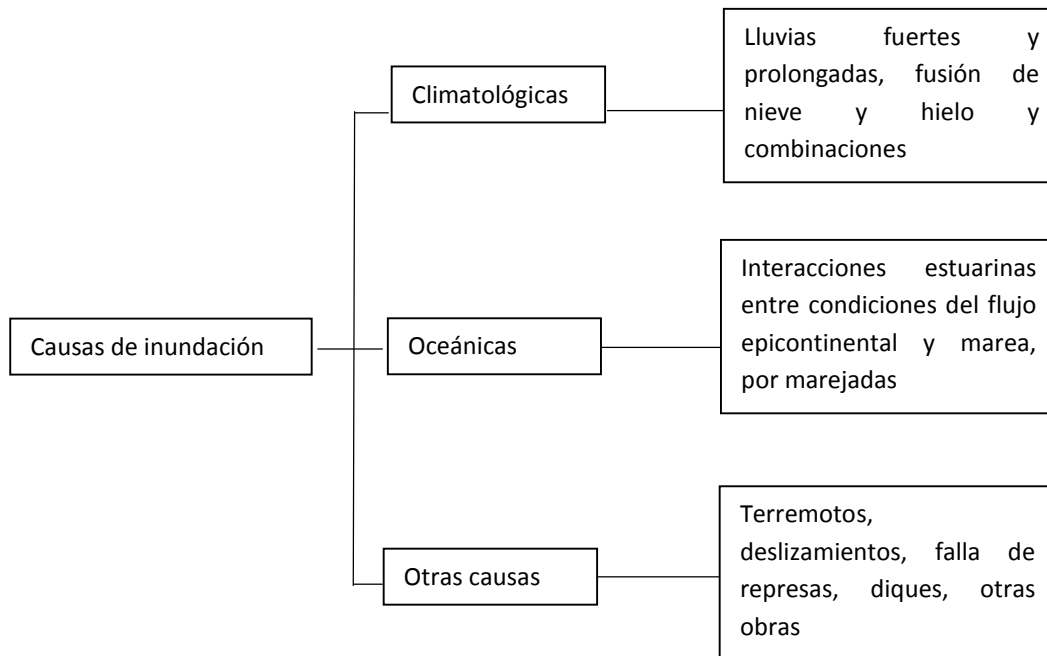 Causas de inundación
Climatológicas
Lluvias fuertes y
prolongadas, fusión de
nieve y hielo y
combinaciones
Oceánicas
Interacciones estuarinas
entre condiciones del flujo
epicontinental y marea,
por marejadas
Otras causas
Terremotos,
deslizamientos, falla de
represas, diques, otras
obras